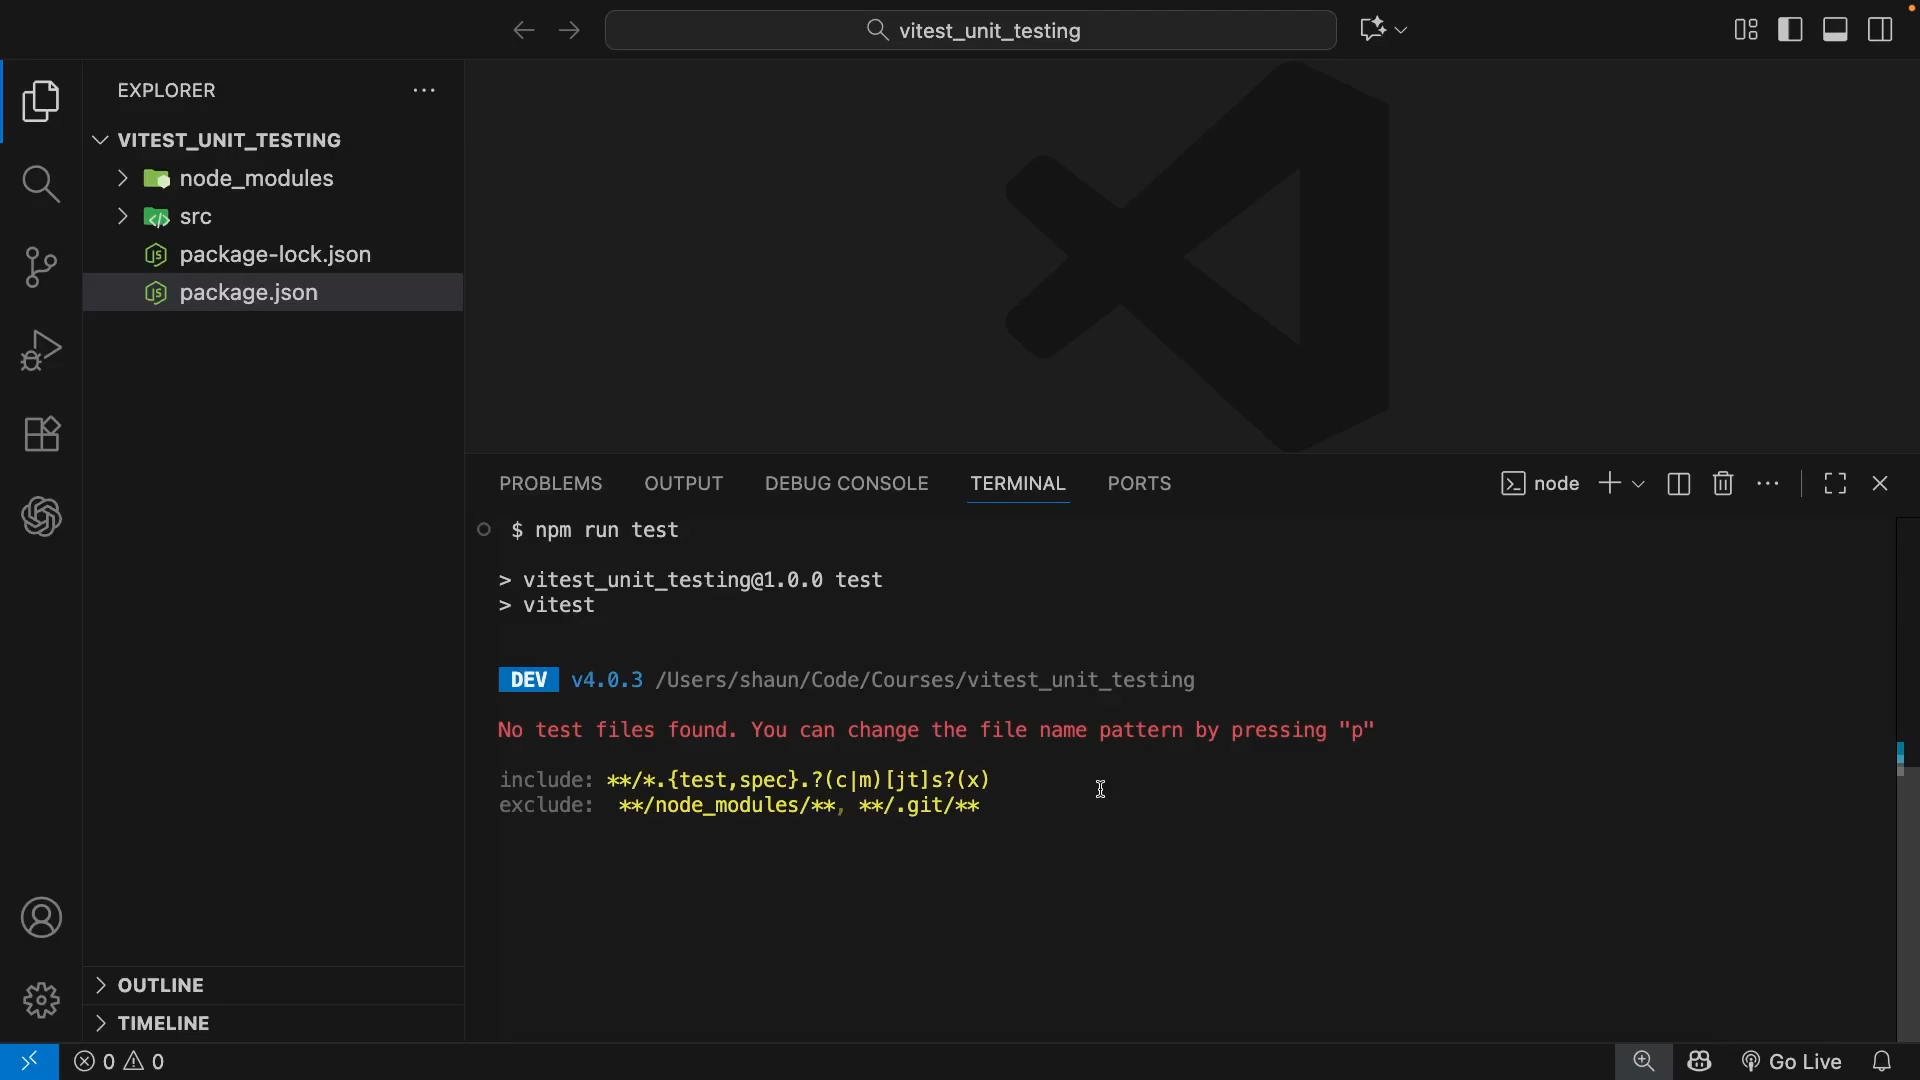 vitest_unit_testing
EXPLORER
VITEST_UNIT_TESTING
node_modules
src
package-lock.json
package.json
OUTLINE
TIMELINE
PROBLEMS OUTPUT DEBUG CONSOLE TERMINAL PORTS
node
$ npm run test
> vitest_unit_testing@1.0.0 test
> vitest
DEV v4.0.3 /Users/shaun/Code/Courses/vitest_unit_testing
No test files found. You can change the file name pattern by pressing "p"
include: **/*.{test,spec}.?(c|m)[jt]s?(x)
exclude:  **/node_modules/**, **/.git/**
0 0
Go Live